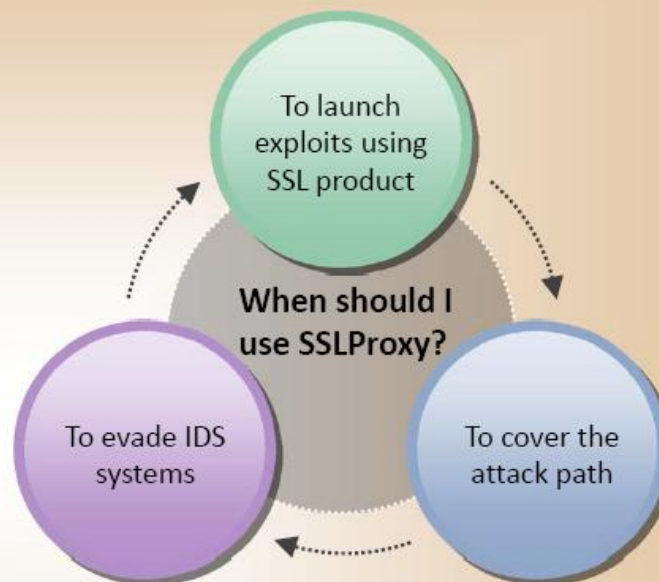 To launch
exploits using
SSL product
When should I
use SSLProxy?
To evade IDS
systems
To cover the
attack path